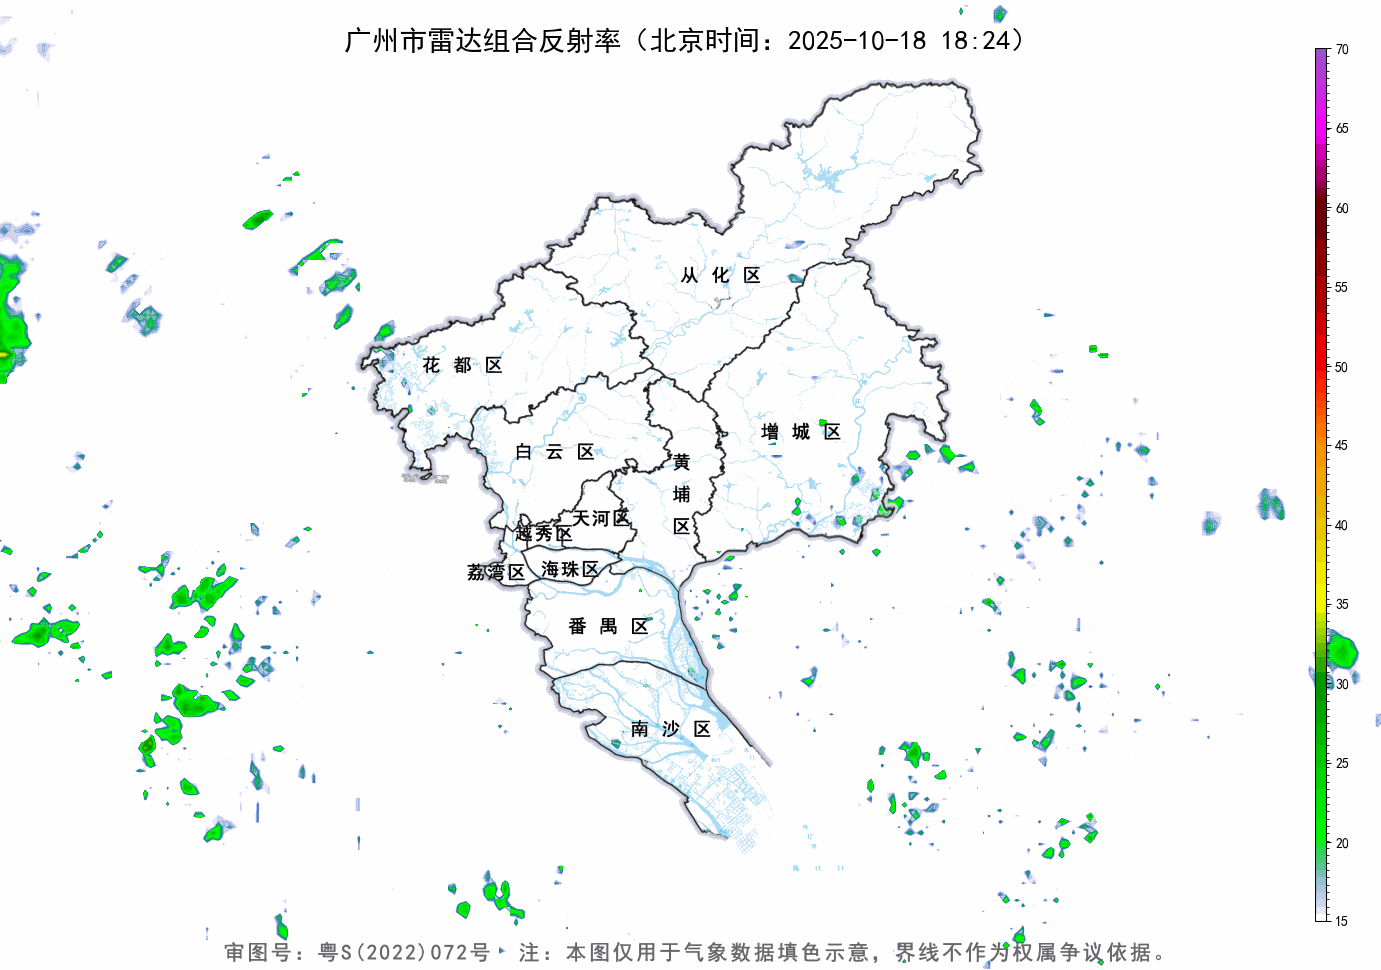 广州市雷达组合反射率（北京时间：2025-10-18 18:24）
70
65
60
55
50
45
40
35
30
25
20
15
从化区
花都区
增城区
白云区
黄埔区
天河区
越秀区
荔湾区
海珠区
番禺区
南沙区
审图号：粤S(2022)072号 注：本图仅用于气象数据填色示意，界线不作为权属争议依据。